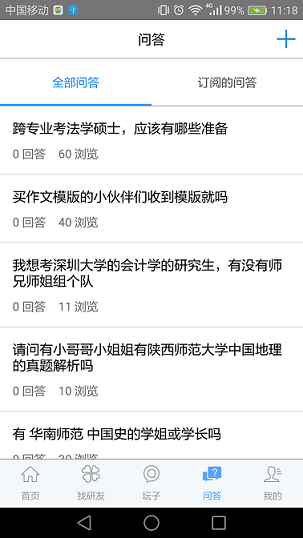 中国移动 4G 99% 11:18
问答
全部问答 订阅的问答
跨专业考法学硕士，应该有哪些准备
0 回答 60 浏览
买作文模版的小伙伴们收到模版就吗
0 回答 40 浏览
我想考深圳大学的会计学的研究生，有没有师
兄师姐组个队
0 回答 11 浏览
请问有小哥哥小姐姐有陕西师范大学中国地理
的真题解析吗
0 回答 10 浏览
有 华南师范 中国史的学姐或学长吗
首页 找研友 坛子 问答 我的